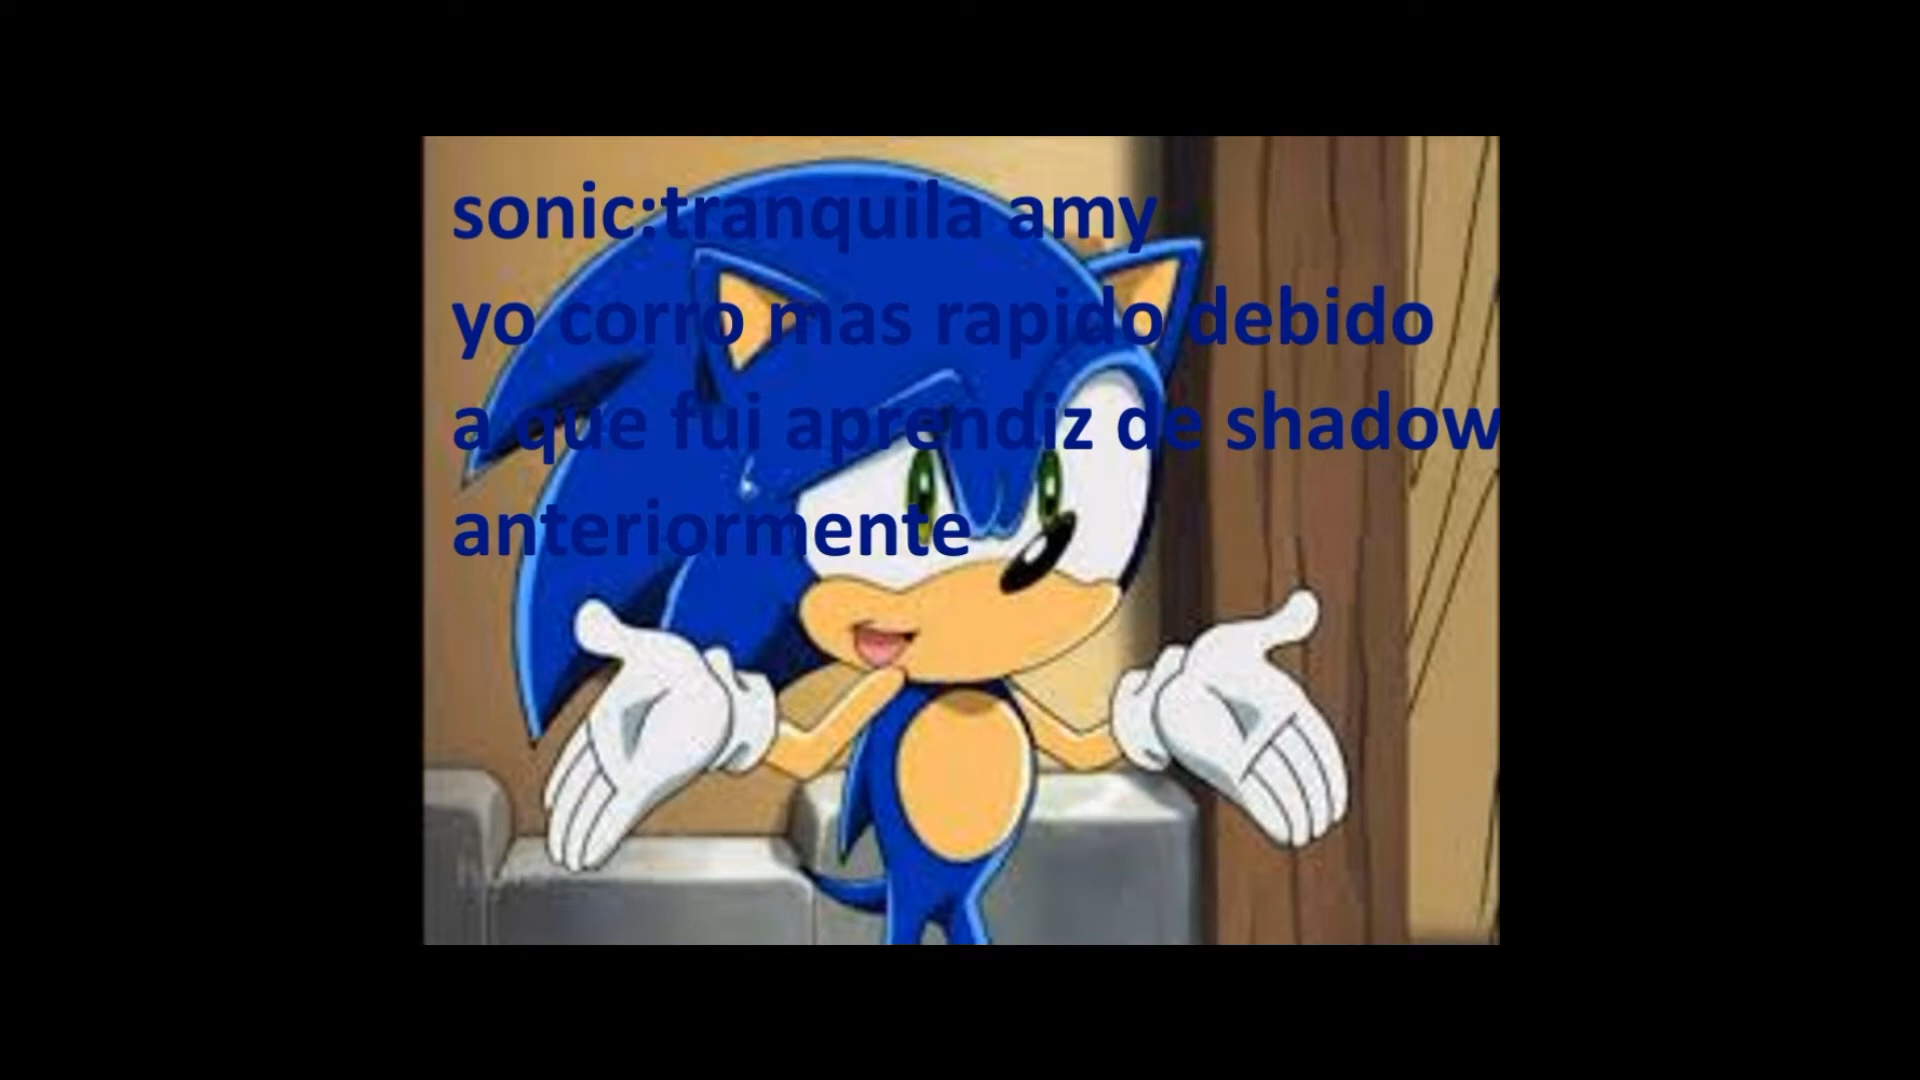 sonic:tranquila amy
yo corro mas rapido debido
a que fui aprendiz de shadow
anteriormente